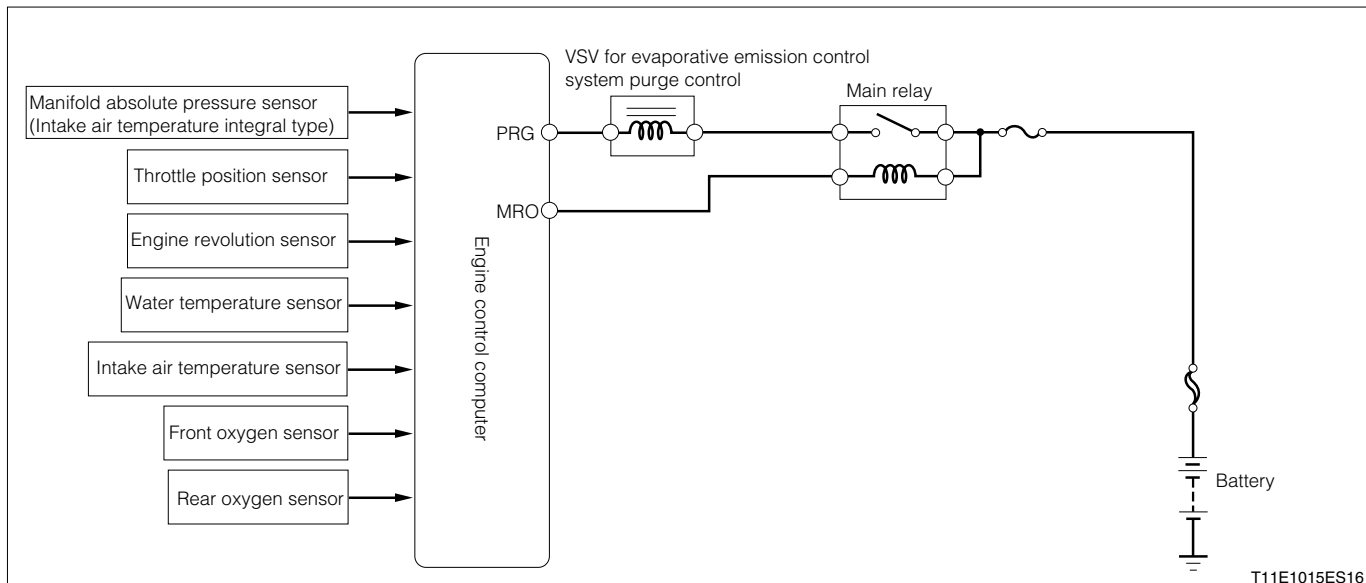 VSV for evaporative emission control
system purge control
Main relay
Manifold absolute pressure sensor
(Intake air temperature integral type)
PRG
Throttle position sensor
MRO
Engine revolution sensor
Engine control computer
Water temperature sensor
Intake air temperature sensor
Front oxygen sensor
Rear oxygen sensor
Battery
T11E1015ES16